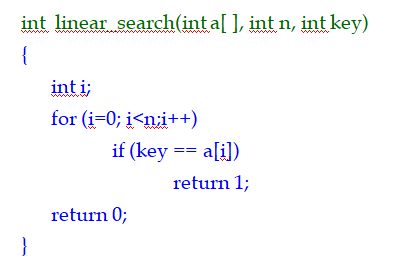 int linear_search(int a[ ], int n, int key)
{
int i;
for (i=0; i<n;i++)
if (key == a[i])
return 1;
return 0;
}